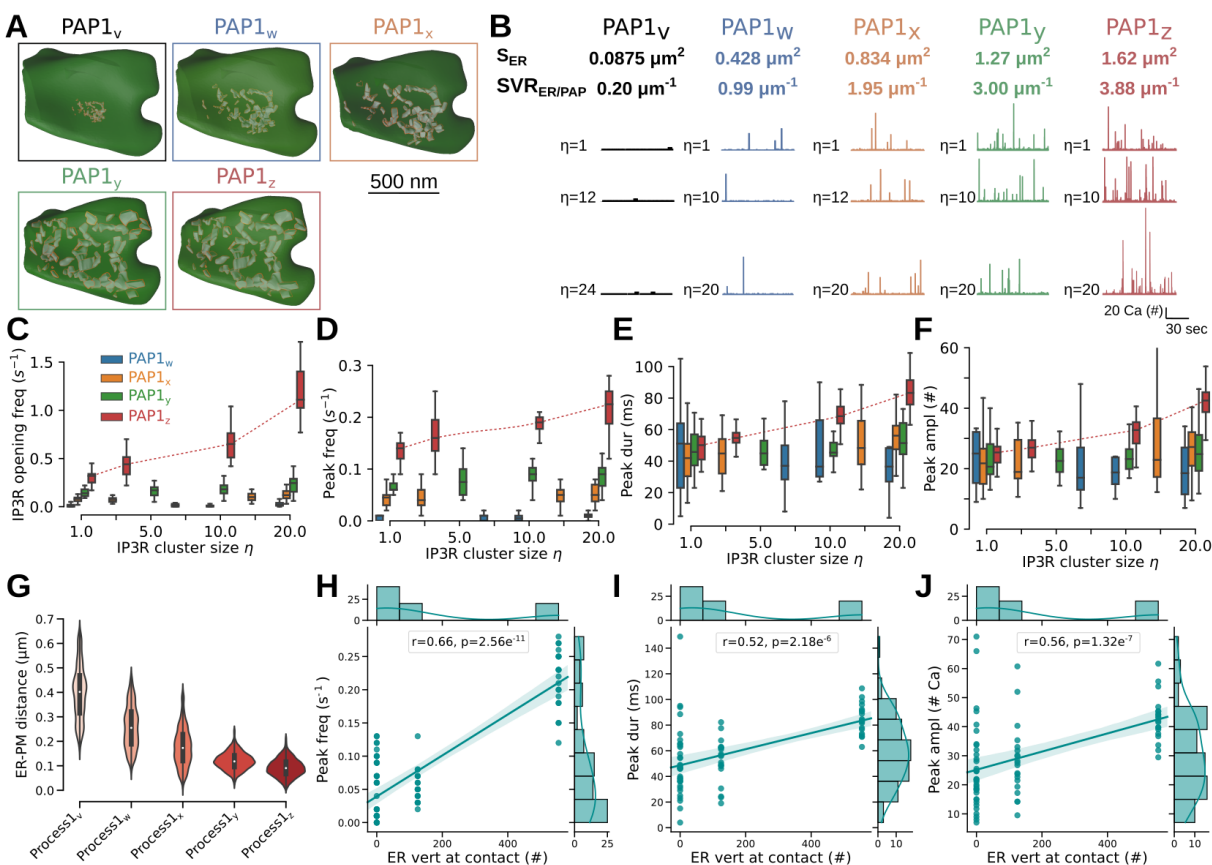 A
PAP1v
PAP1w
PAP1x
PAP1y
PAP1z
500 nm
B
PAP1v PAP1w PAP1x PAP1y PAP1z
SER 0.0875 μm² 0.428 μm² 0.834 μm² 1.27 μm² 1.62 μm²
SVRER/PAP 0.20 μm⁻¹ 0.99 μm⁻¹ 1.95 μm⁻¹ 3.00 μm⁻¹ 3.88 μm⁻¹
η=1 η=1 η=1 η=1 η=1
η=12 η=10 η=12 η=10 η=10
η=24 η=20 η=20 η=20 η=20
20 Ca (#)
30 sec
C
IP3R opening freq (s⁻¹)
1.5
1.0
0.5
0.0
PAP1w
PAP1x
PAP1y
PAP1z
1.0 5.0 10.0 20.0
IP3R cluster size η
D
Peak freq (s⁻¹)
0.3
0.2
0.1
0.0
1.0 5.0 10.0 20.0
IP3R cluster size η
E
Peak dur (ms)
100
80
60
40
20
0
1.0 5.0 10.0 20.0
IP3R cluster size η
F
Peak ampl (#)
60
40
20
0
1.0 5.0 10.0 20.0
IP3R cluster size η
G
ER-PM distance (μm)
0.7
0.6
0.5
0.4
0.3
0.2
0.1
0.0
Process1v
Process1w
Process1x
Process1y
Process1z
H
25
0
r=0.66, p=2.56e⁻¹¹
Peak freq (s⁻¹)
0.25
0.20
0.15
0.10
0.05
0.00
0 200 400
ER vert at contact (#)
0 25
I
25
0
r=0.52, p=2.18e⁻⁶
Peak dur (ms)
140
120
100
80
60
40
20
0
0 200 400
ER vert at contact (#)
0 10
J
25
0
r=0.56, p=1.32e⁻⁷
Peak ampl (# Ca)
70
60
50
40
30
20
10
0
0 200 400
ER vert at contact (#)
0 10